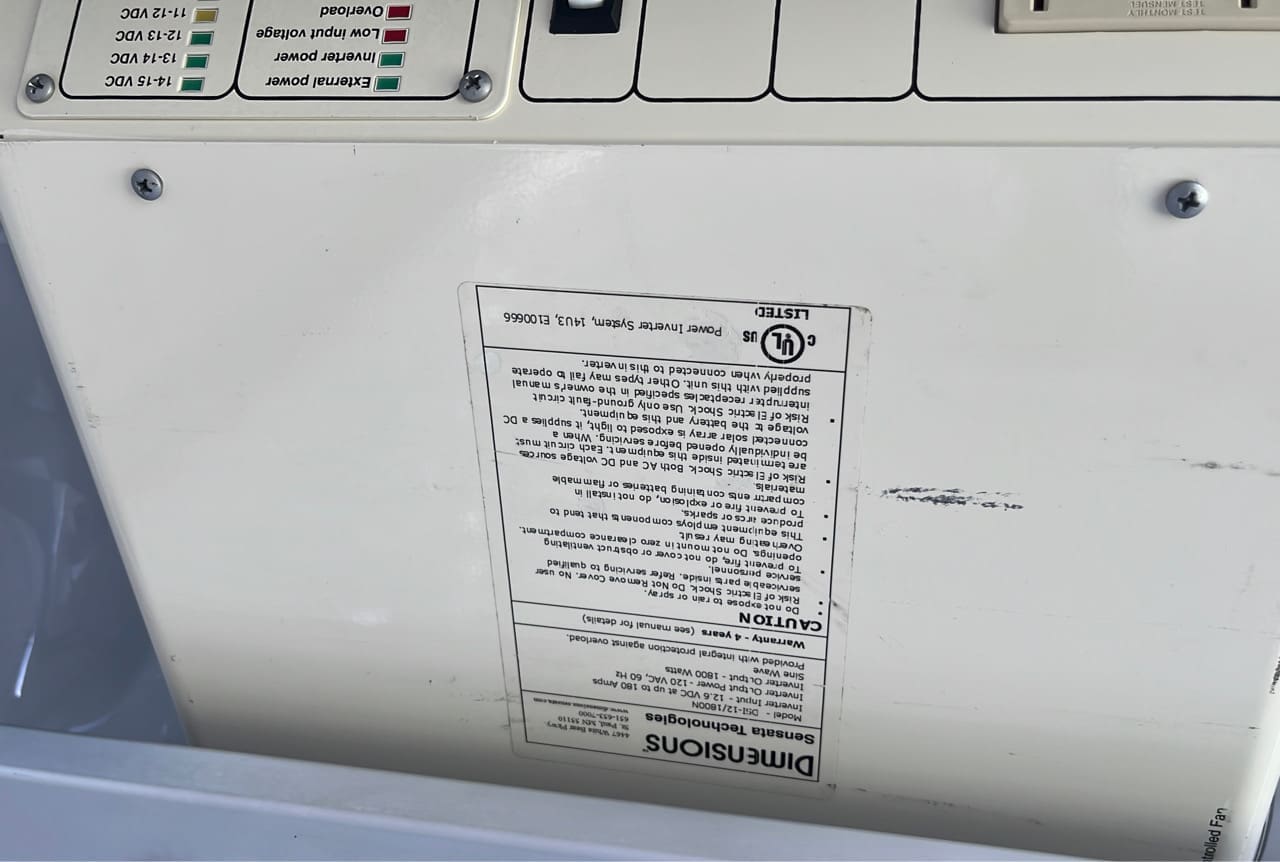 DIMENSIONS™
Sensata Technologies
4467 White Bear Pkwy.
St. Paul, MN 55110
651-653-7000
www.dimensions.sensata.com
Model - DSI-12/1800N
Inverter Input - 12.6 VDC at up to 180 Amps
Inverter Output Power - 120 VAC, 60 Hz
Inverter Output - 1800 Watts
Sine Wave
Provided with integral protection against overload.
Warranty - 4 years (see manual for details)
CAUTION
Do not expose to rain or spray.
• Risk of Electric Shock. Do Not Remove Cover. No user
serviceable parts inside. Refer servicing to qualified
service personnel.
• To prevent fire, do not cover or obstruct ventilating
openings. Do not mount in zero clearance compartment.
Overheating may result.
• This equipment employs components that tend to
produce arcs or sparks.
• To prevent fire or explosion, do not install in
compartments containing batteries or flammable
materials.
• Risk of Electric Shock. Both AC and DC voltage sources
are terminated inside this equipment. Each circuit must
be individually opened before servicing. When a
connected solar array is exposed to light, it supplies a DC
voltage to the battery and this equipment.
• Risk of Electric Shock. Use only ground-fault circuit
interrupter receptacles specified in the owner's manual
supplied with this unit. Other types may fail to operate
properly when connected to this inverter.
C UL US
LISTED
Power Inverter System, 14U3, E100666
External power
Inverter power
Low input voltage
Overload
14-15 VDC
13-14 VDC
12-13 VDC
11-12 VDC
TEST MONTHLY
TEST MENSUEL
Fan